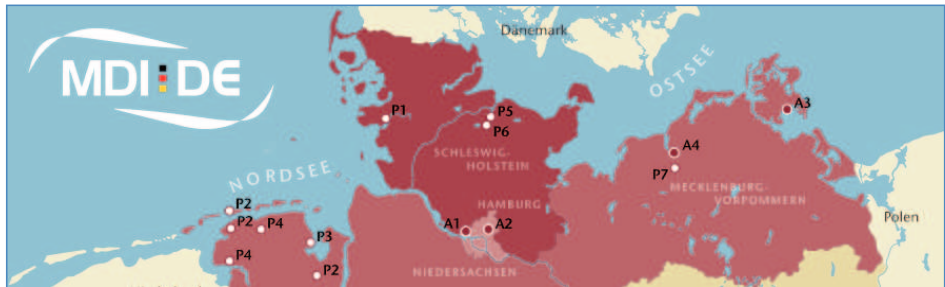 Dänemark
MDI:DE
OSTSEE
P1
P5
P6
A3
SCHLESWIG-
HOLSTEIN
A4
P7
NORDSEE
MECKLENBURG-
VORPOMMERN
HAMBURG
P2
P2
P4
P3
A1
A2
Polen
P4
P2
NIEDERSACHSEN